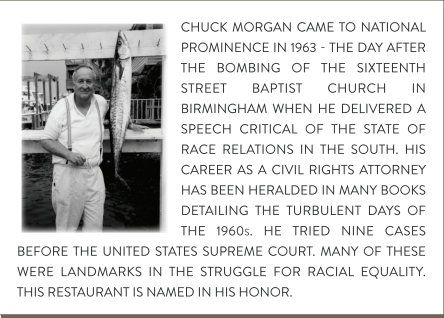 CHUCK MORGAN CAME TO NATIONAL
PROMINENCE IN 1963 - THE DAY AFTER
THE BOMBING OF THE SIXTEENTH
STREET BAPTIST CHURCH IN
BIRMINGHAM WHEN HE DELIVERED A
SPEECH CRITICAL OF THE STATE OF
RACE RELATIONS IN THE SOUTH. HIS
CAREER AS A CIVIL RIGHTS ATTORNEY
HAS BEEN HERALDED IN MANY BOOKS
DETAILING THE TURBULENT DAYS OF
THE 1960s. HE TRIED NINE CASES
BEFORE THE UNITED STATES SUPREME COURT. MANY OF THESE
WERE LANDMARKS IN THE STRUGGLE FOR RACIAL EQUALITY.
THIS RESTAURANT IS NAMED IN HIS HONOR.